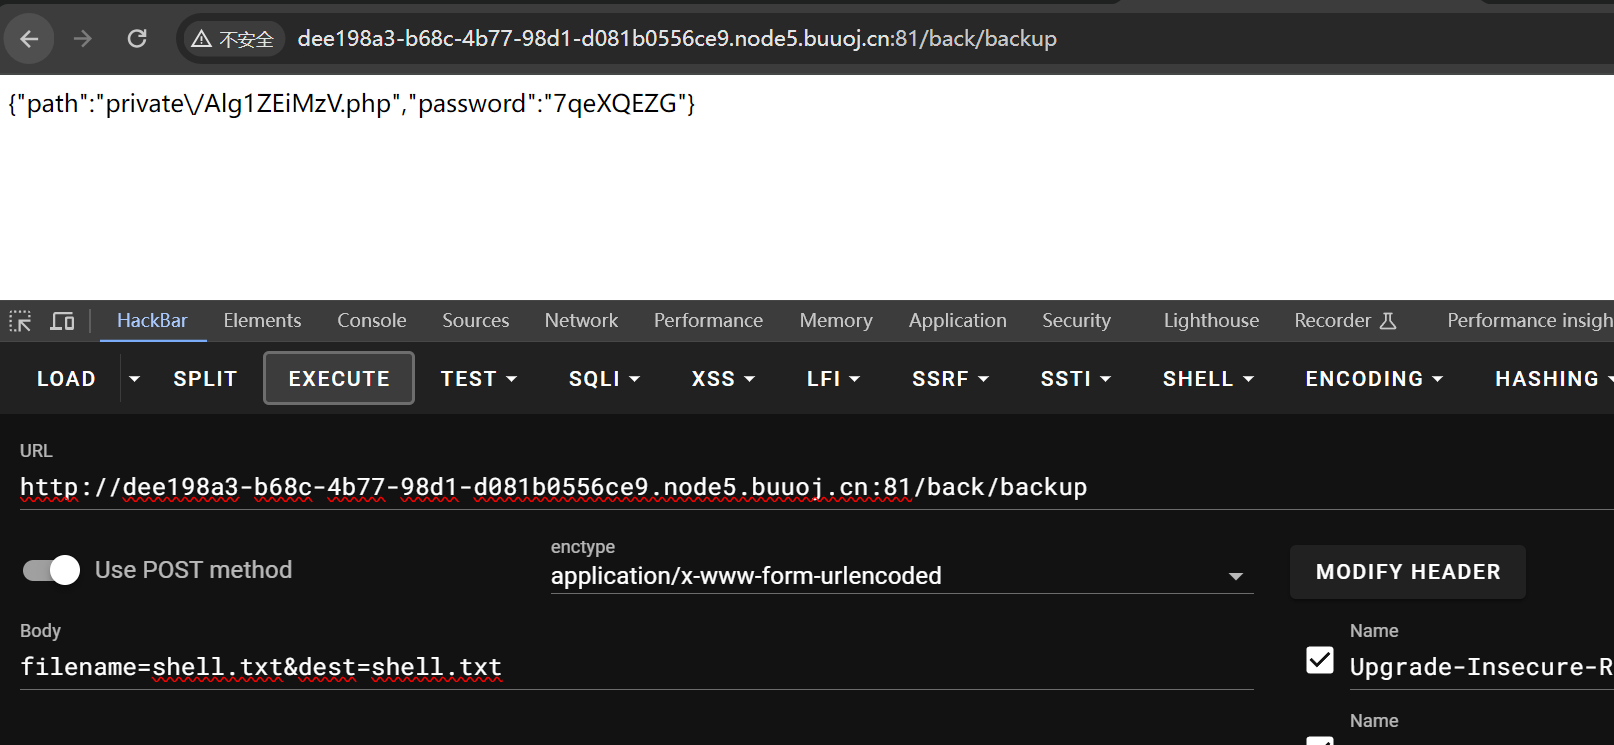 不安全 dee198a3-b68c-4b77-98d1-d081b0556ce9.node5.buuoj.cn:81/back/backup
{"path":"private\/Alg1ZEiMzV.php","password":"7qeXQEZG"}
HackBar Elements Console Sources Network Performance Memory Application Security Lighthouse Recorder Performance insigh
LOAD SPLIT EXECUTE TEST SQLI XSS LFI SSRF SSTI SHELL ENCODING HASHING
URL
http://dee198a3-b68c-4b77-98d1-d081b0556ce9.node5.buuoj.cn:81/back/backup
Use POST method
enctype
application/x-www-form-urlencoded
MODIFY HEADER
Body
filename=shell.txt&dest=shell.txt
Name
Upgrade-Insecure-R
Name